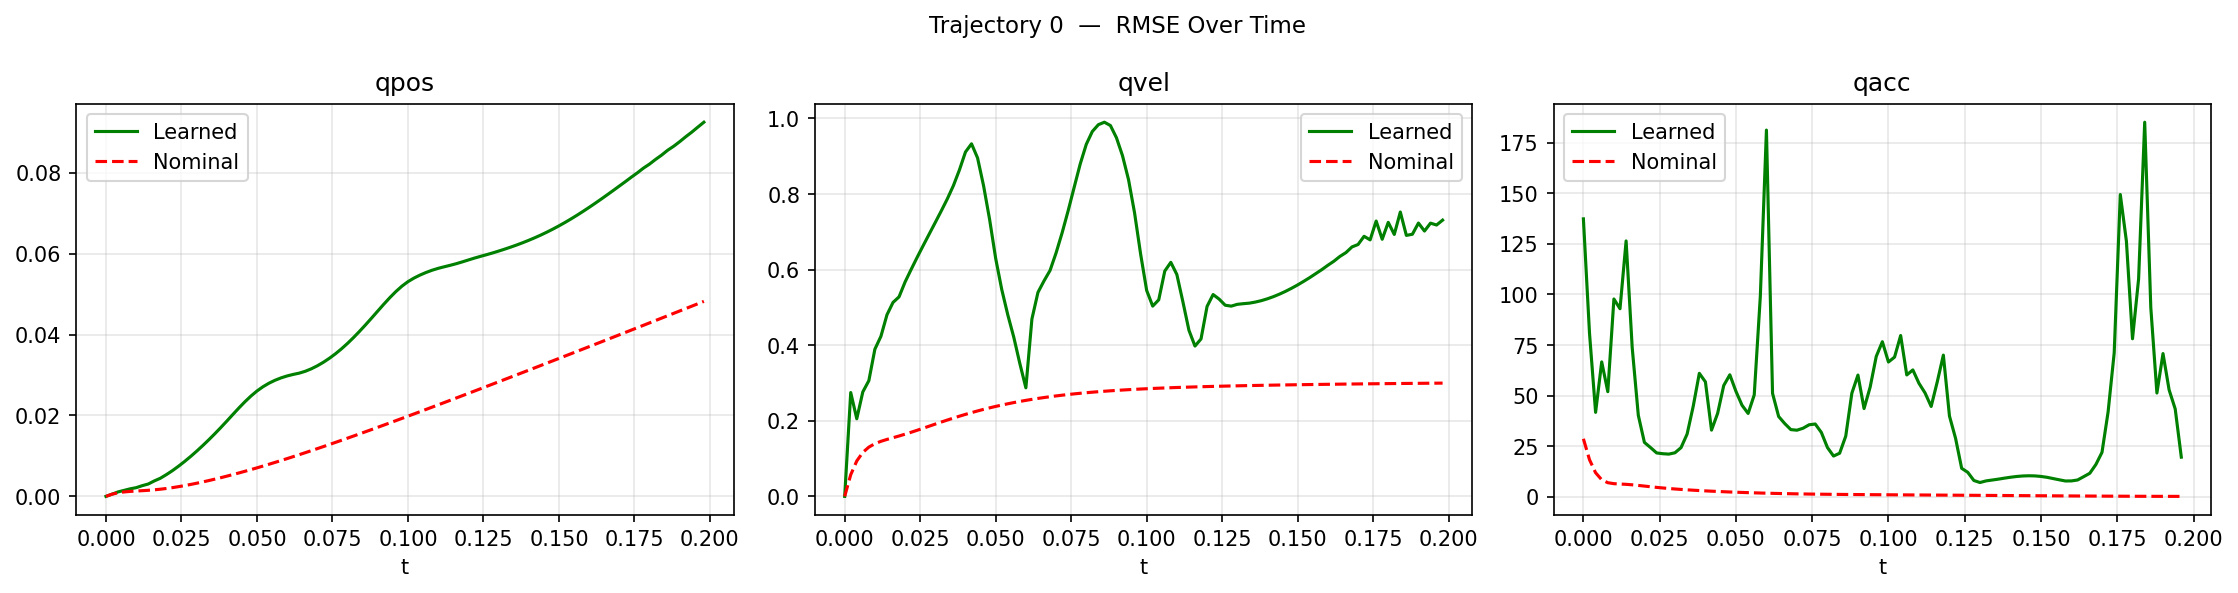 Trajectory 0 — RMSE Over Time
qpos
Learned
Nominal
0.08
0.06
0.04
0.02
0.00
0.000 0.025 0.050 0.075 0.100 0.125 0.150 0.175 0.200
t
qvel
Learned
Nominal
1.0
0.8
0.6
0.4
0.2
0.0
0.000 0.025 0.050 0.075 0.100 0.125 0.150 0.175 0.200
t
qacc
Learned
Nominal
175
150
125
100
75
50
25
0
0.000 0.025 0.050 0.075 0.100 0.125 0.150 0.175 0.200
t